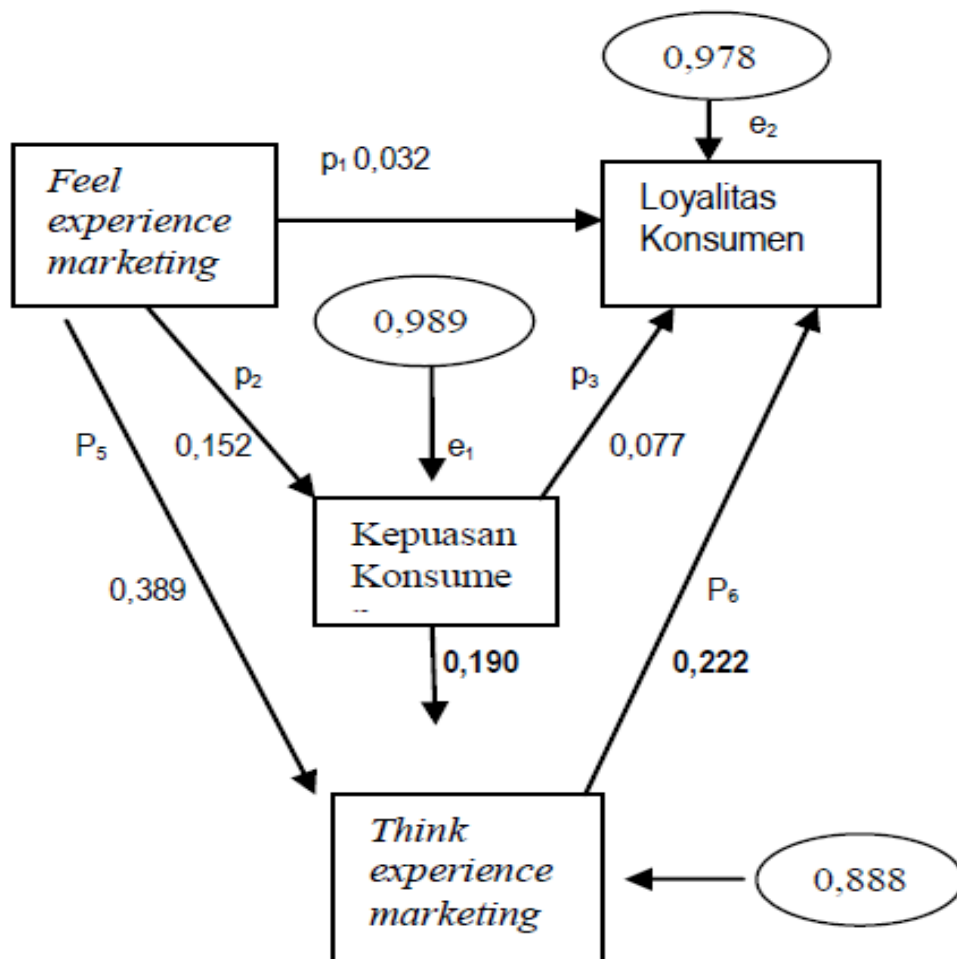 0,978
e₂
p₁ 0,032
Feel
experience
marketing
Loyalitas
Konsumen
0,989
p₂
p₃
P₅
0,152
e₁
0,077
Kepuasan
Konsume
0,389
P₆
0,190
0,222
Think
experience
marketing
0,888